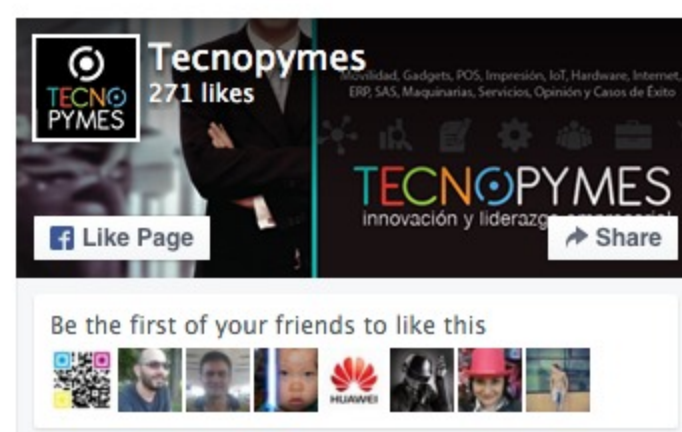 TECNO
PYMES
Tecnopymes
271 likes
Movilidad, Gadgets, POS, Impresión, IoT, Hardware, Internet,
ERP, SAS, Maquinarias, Servicios, Opinión y Casos de Éxito
TECNOPYMES
innovación y liderazgo empresarial
Like Page
Share
Be the first of your friends to like this
HUAWEI